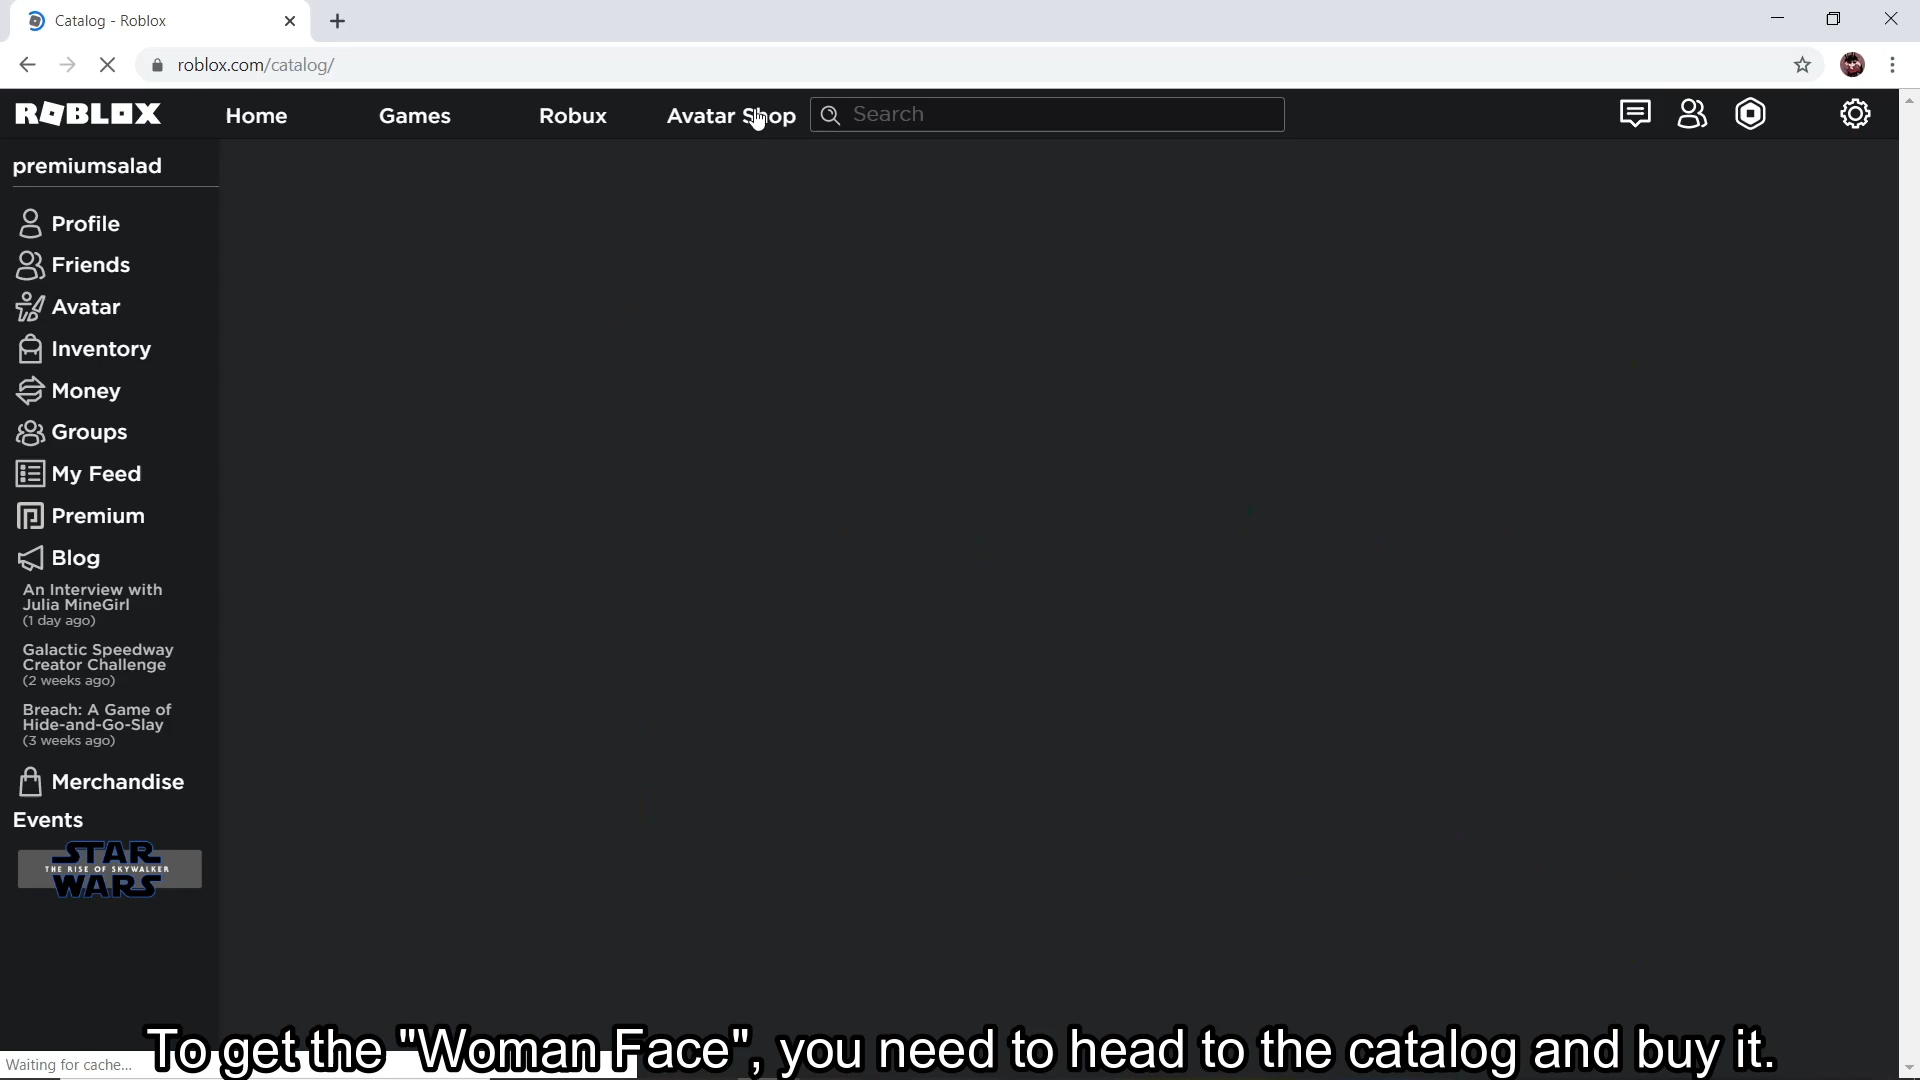 Catalog - Roblox
roblox.com/catalog/
ROBLOX Home Games Robux Avatar Shop Search
premiumsalad
Profile
Friends
Avatar
Inventory
Money
Groups
My Feed
Premium
Blog
An Interview with
Julia MineGirl
(1 day ago)
Galactic Speedway
Creator Challenge
(2 weeks ago)
Breach: A Game of
Hide-and-Go-Slay
(3 weeks ago)
Merchandise
Events
STAR
THE RISE OF SKYWALKER
WARS
To get the "Woman Face", you need to head to the catalog and buy it.
Waiting for cache...